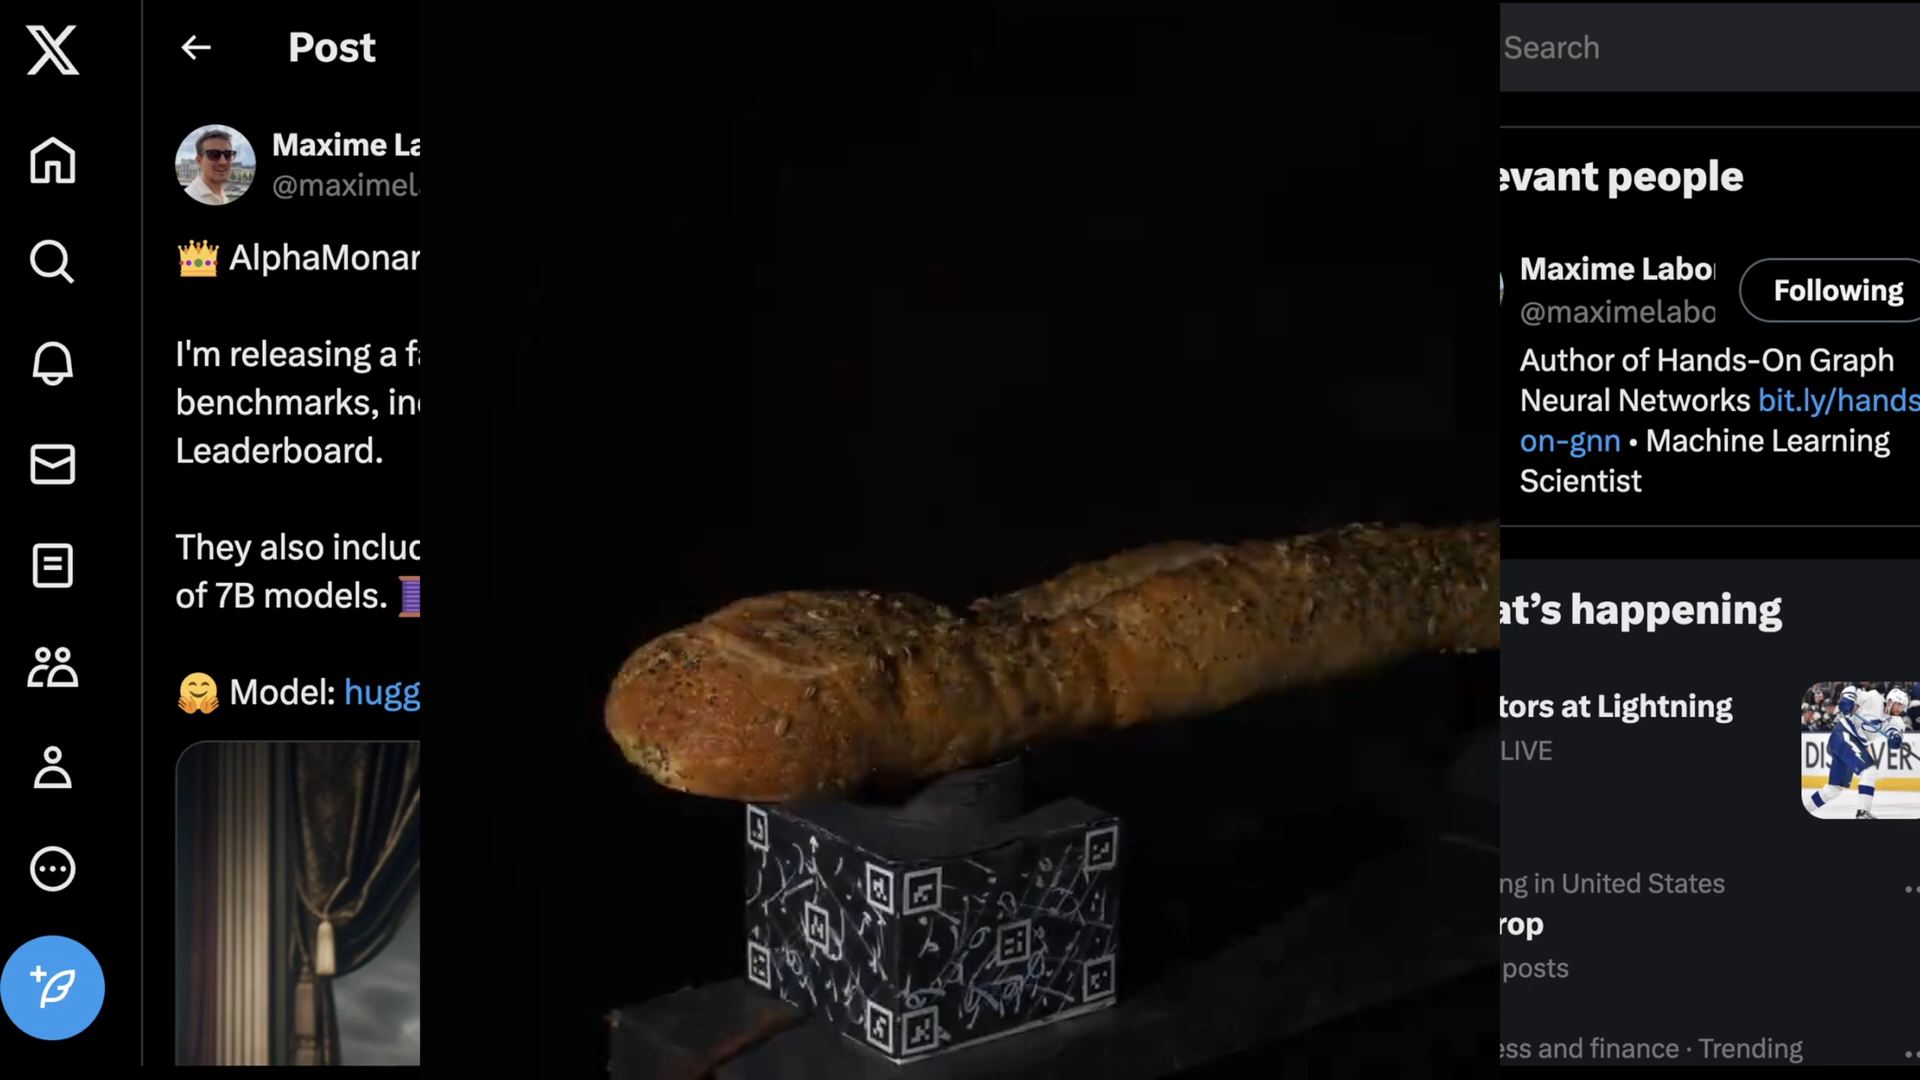 Post
Maxime La
@maximel
👑 AlphaMonar
I'm releasing a
benchmarks,
Leaderboard.
They also includ
of 7B models. 🧵
🤗 Model: hugg
Search
evant people
Maxime Labo
@maximelabo
Following
Author of Hands-On Graph
Neural Networks bit.ly/hands
on-gnn • Machine Learning
Scientist
at's happening
tors at Lightning
LIVE
ng in United States
rop
posts
ess and finance · Trending